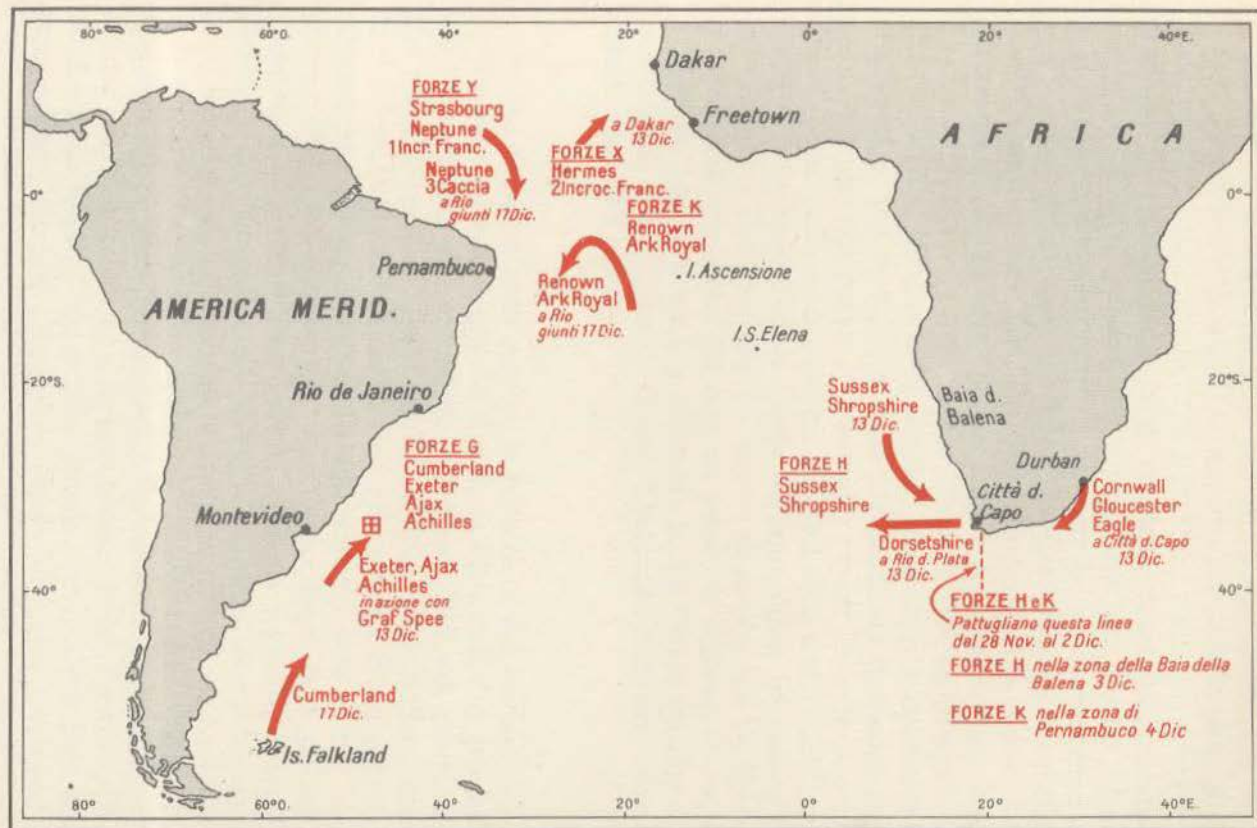 80°
60°O.
40°
20°
0°
20°
40°E.
Dakar
Freetown
AFRICA
FORZE Y
Strasbourg
Neptune
1 Incr. Franc.
Neptune
3 Caccia
a Rio
giunti 17 Dic.
a Dakar
13 Dic.
FORZE X
Hermes
2 Incroc. Franc.
FORZE K
Renown
Ark Royal
0°
0°
Pernambuco
Renown
Ark Royal
a Rio
giunti 17 Dic.
I. Ascensione
AMERICA MERID.
I.S. Elena
20°S.
20°S.
Rio de Janeiro
Sussex
Shropshire
13 Dic.
Baia d.
Balena
FORZE G
Cumberland
Exeter
Ajax
Achilles
FORZE H
Sussex
Shropshire
Durban
Città d.
Capo
Cornwall
Gloucester
Eagle
a Città d. Capo
13 Dic.
Montevideo
Exeter, Ajax
Achilles
in azione con
Graf Spee
13 Dic.
Dorsetshire
a Rio d. Plata
13 Dic.
40°
40°
FORZE H e K
Pattugliano questa linea
dal 28 Nov. al 2 Dic.
FORZE H nella zona della Baia della
Balena 3 Dic.
FORZE K nella zona di
Pernambuco 4 Dic
Cumberland
17 Dic.
Is. Falkland
80°
60°O.
40°
20°
0°
20°
40°E.